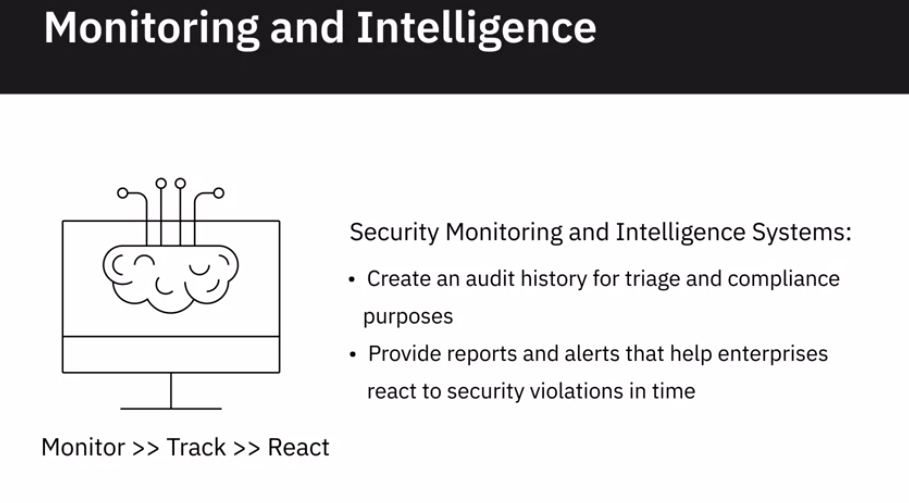 Monitoring and Intelligence
Security Monitoring and Intelligence Systems:
• Create an audit history for triage and compliance
purposes
• Provide reports and alerts that help enterprises
react to security violations in time
Monitor >> Track >> React